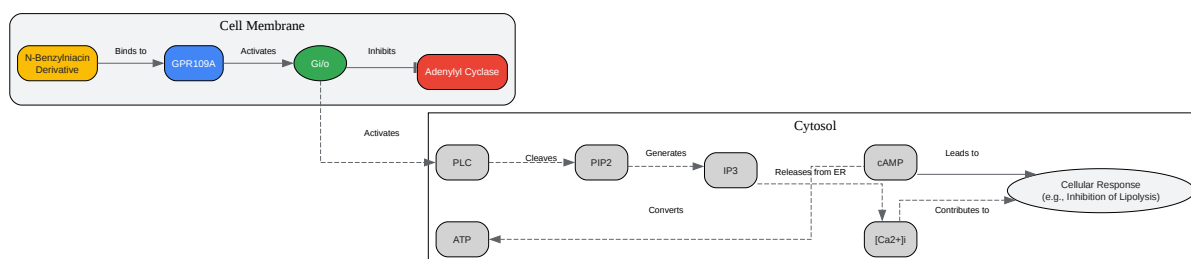 Cell Membrane
N-Benzylniacin
Derivative
Binds to
GPR109A
Activates
Gi/o
Inhibits
Adenylyl Cyclase
Activates
Cytosol
PLC
Cleaves
PIP2
Generates
IP3
Releases from ER
cAMP
Leads to
Cellular Response
(e.g., Inhibition of Lipolysis)
Converts
Contributes to
ATP
[Ca2+]i